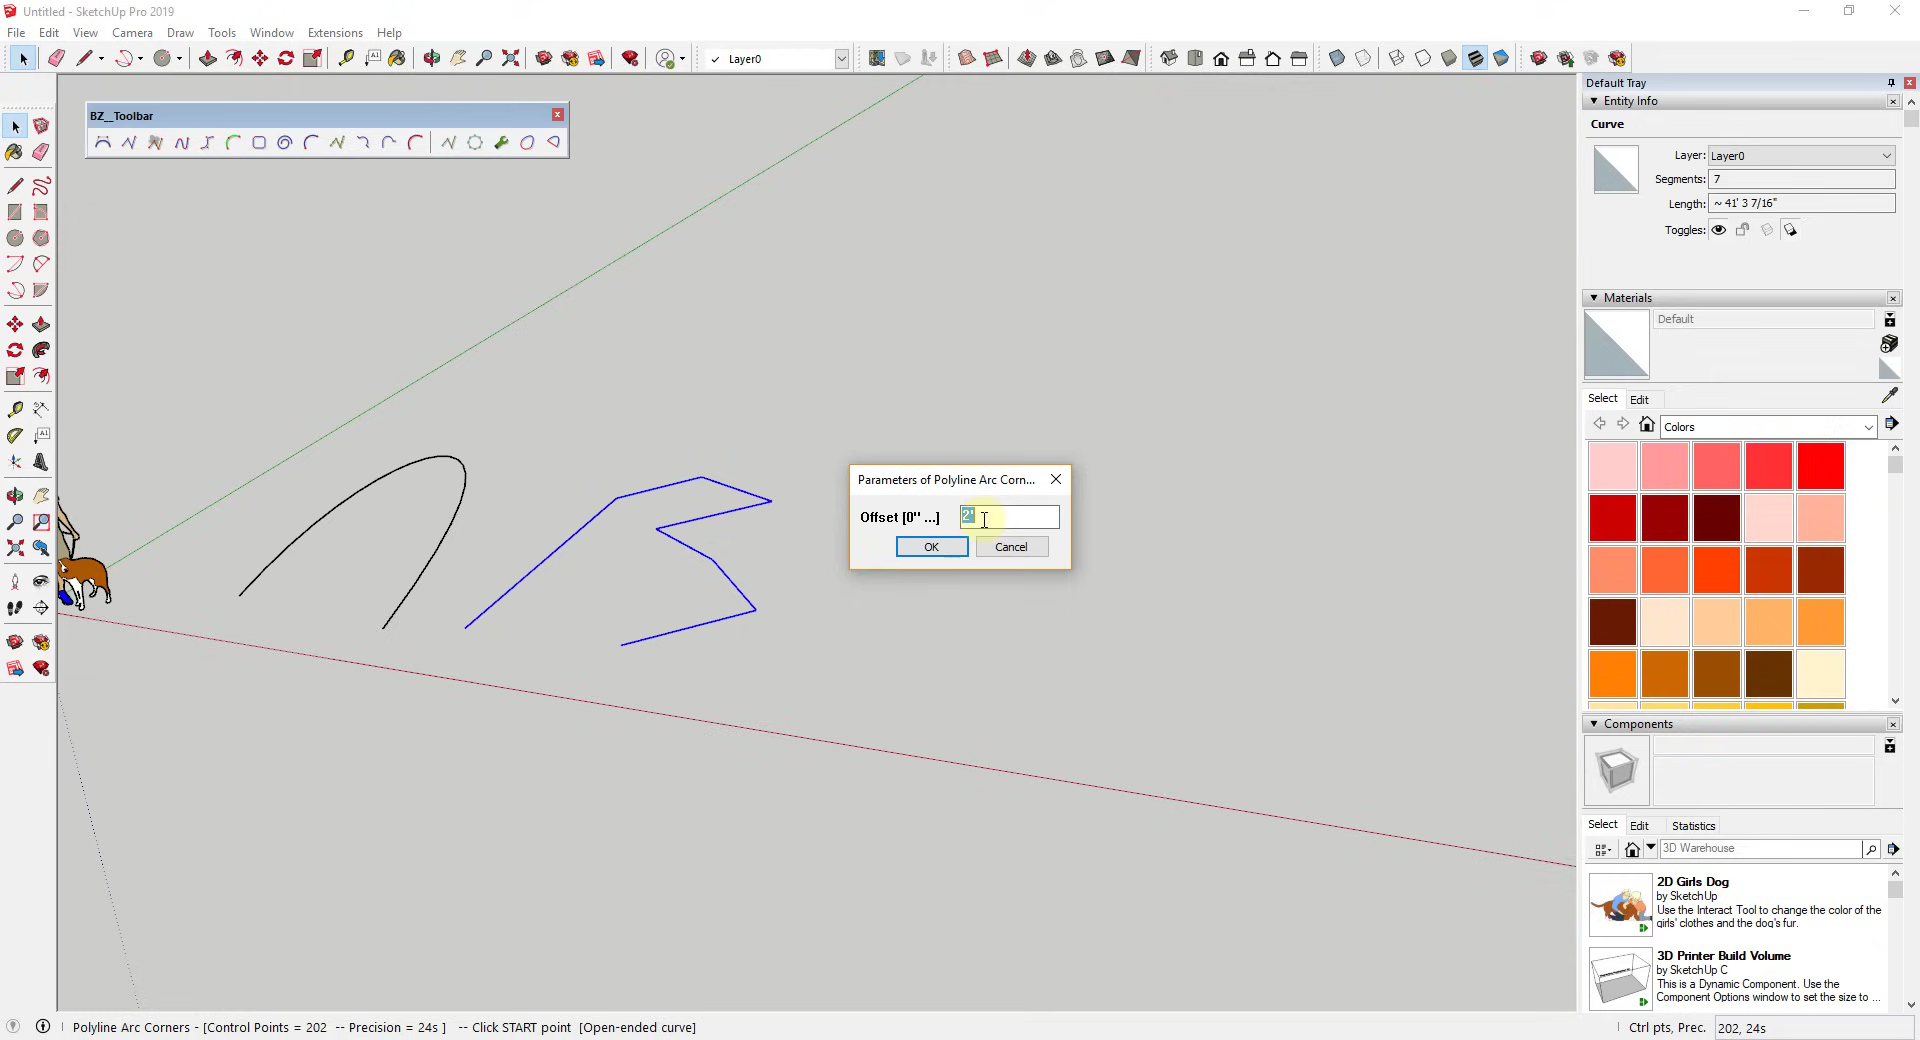 Untitled - SketchUp Pro 2019
File Edit View Camera Draw Tools Window Extensions Help
Layer0
Default Tray
BZ__Toolbar
Entity Info
Curve
Layer: Layer0
Segments: 7
Length: ~ 41' 3 7/16"
Toggles:
Materials
Default
Select Edit
Colors
Parameters of Polyline Arc Corn...
Offset [0" ...] 2'
OK Cancel
Components
Select Edit Statistics
3D Warehouse
2D Girls Dog
by SketchUp
Use the Interact Tool to change the color of the
girls' clothes and the dog's fur.
3D Printer Build Volume
by SketchUp C
This is a Dynamic Component. Use the
Component Options window to set the size to ...
Polyline Arc Corners - [Control Points = 202 -- Precision = 24s ] -- Click START point [Open-ended curve]
Ctrl pts, Prec. 202, 24s